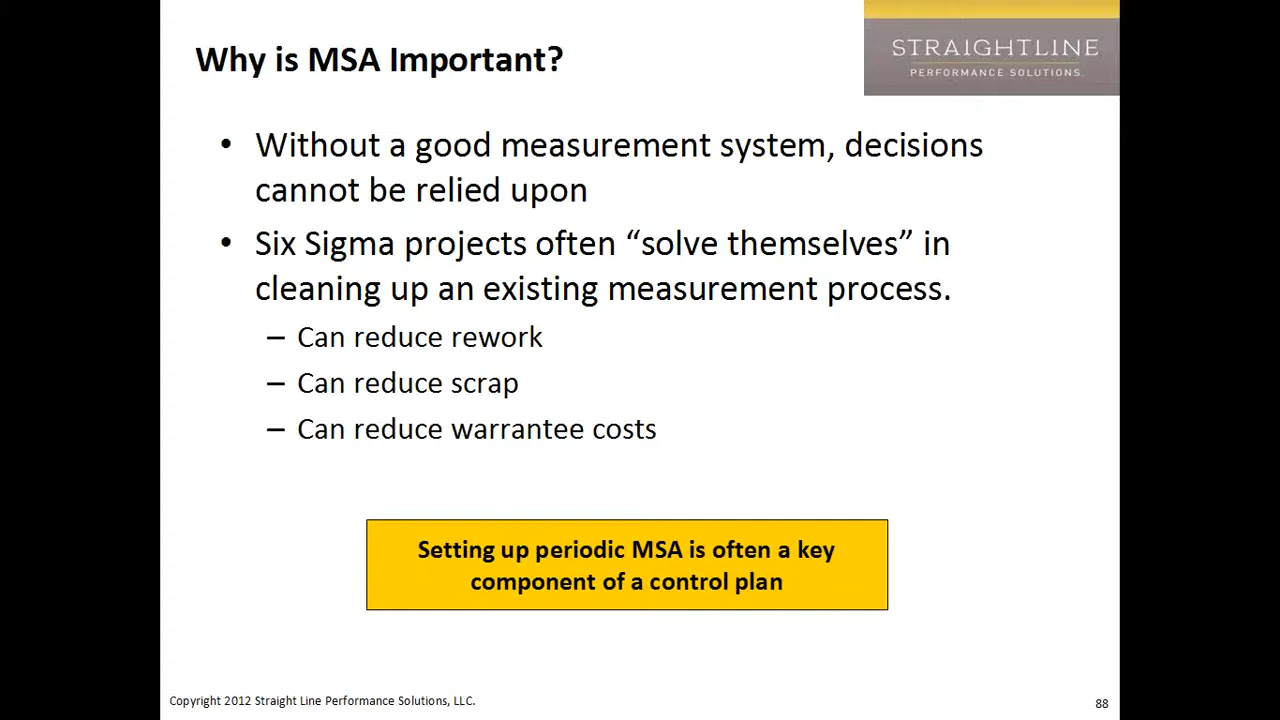 Why is MSA Important?
STRAIGHTLINE
PERFORMANCE SOLUTIONS.
• Without a good measurement system, decisions
cannot be relied upon
• Six Sigma projects often “solve themselves” in
cleaning up an existing measurement process.
– Can reduce rework
– Can reduce scrap
– Can reduce warrantee costs
Setting up periodic MSA is often a key
component of a control plan
Copyright 2012 Straight Line Performance Solutions, LLC.
88